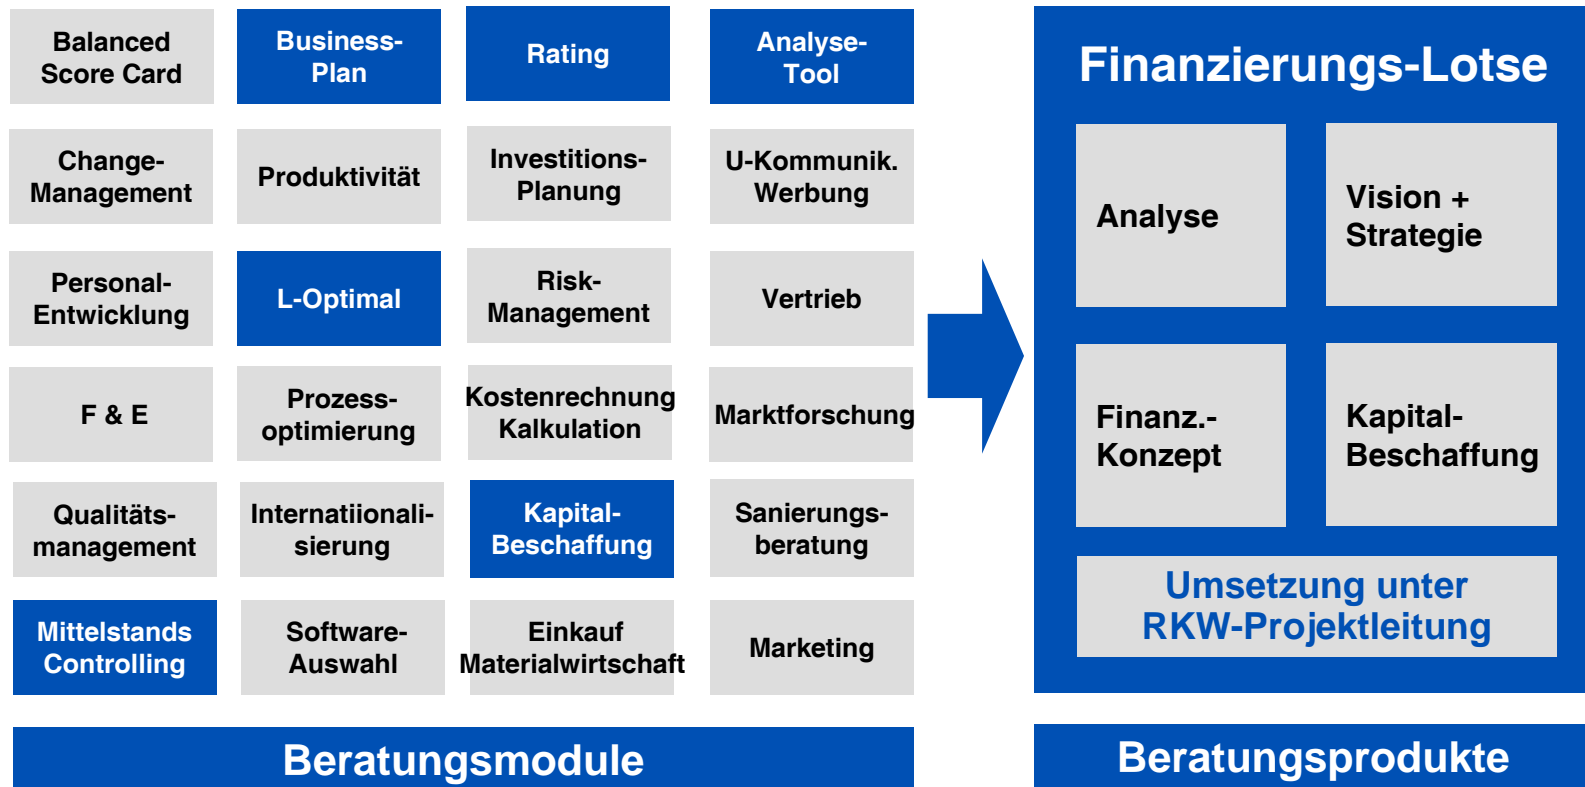 Balanced
Score Card
Business-
Plan
Rating
Analyse-
Tool
Change-
Management
Produktivität
Investitions-
Planung
U-Kommunik.
Werbung
Personal-
Entwicklung
L-Optimal
Risk-
Management
Vertrieb
F & E
Prozess-
optimierung
Kostenrechnung
Kalkulation
Marktforschung
Qualitäts-
management
Internatiionali-
sierung
Kapital-
Beschaffung
Sanierungs-
beratung
Mittelstands
Controlling
Software-
Auswahl
Einkauf
Materialwirtschaft
Marketing
Beratungsmodule
Finanzierungs-Lotse
Analyse
Vision +
Strategie
Finanz.-
Konzept
Kapital-
Beschaffung
Umsetzung unter
RKW-Projektleitung
Beratungsprodukte